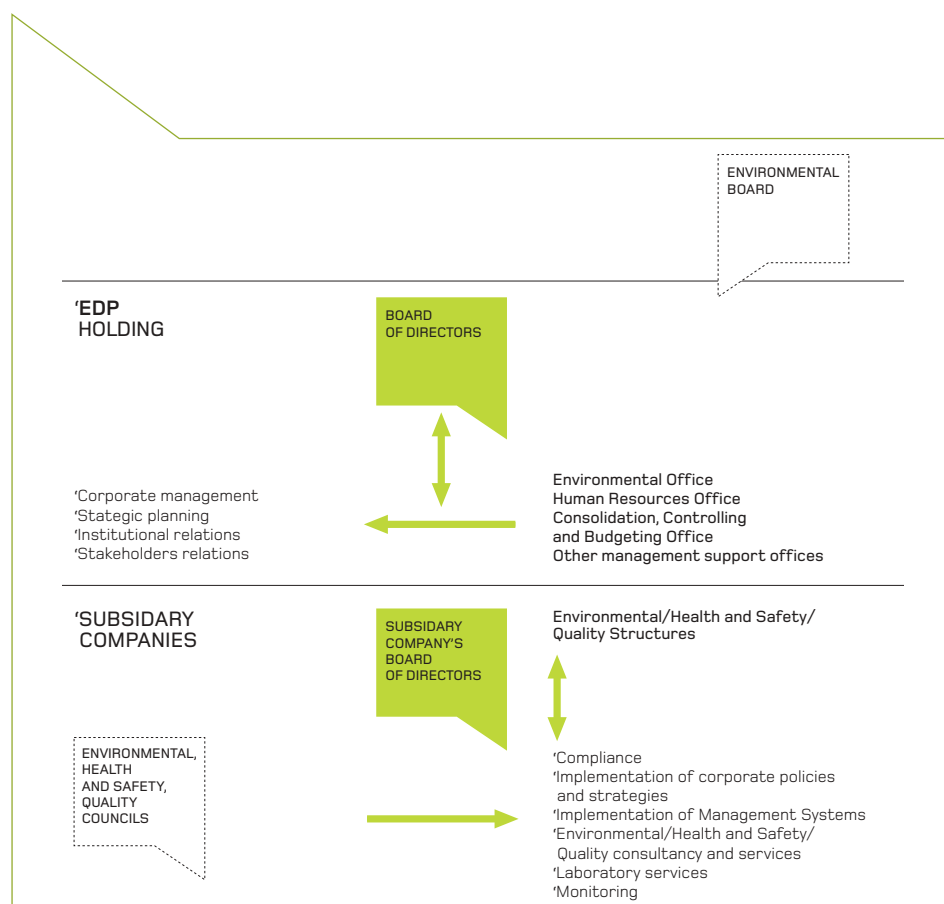 ENVIRONMENTAL
BOARD
‘EDP
HOLDING
BOARD
OF DIRECTORS
‘Corporate management
‘Stategic planning
‘Institutional relations
‘Stakeholders relations
Environmental Office
Human Resources Office
Consolidation, Controlling
and Budgeting Office
Other management support offices
‘SUBSIDARY
COMPANIES
SUBSIDARY
COMPANY’S
BOARD
OF DIRECTORS
Environmental/Health and Safety/
Quality Structures
ENVIRONMENTAL,
HEALTH
AND SAFETY,
QUALITY
COUNCILS
‘Compliance
‘Implementation of corporate policies
and strategies
‘Implementation of Management Systems
‘Environmental/Health and Safety/
Quality consultancy and services
‘Laboratory services
‘Monitoring